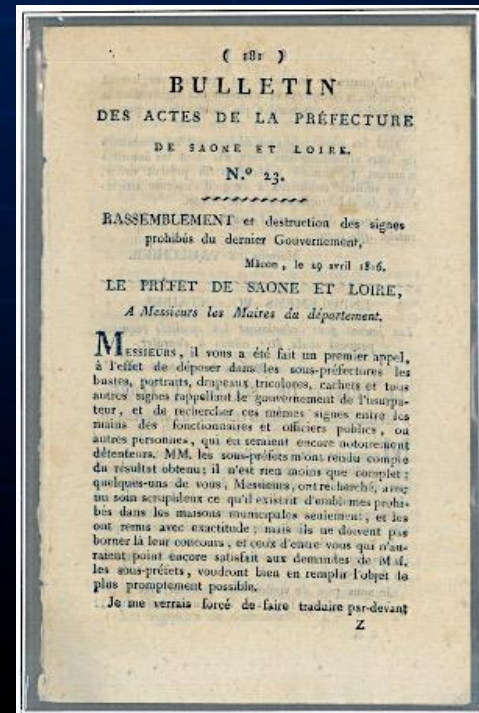 ( 181 )
BULLETIN
DES ACTES DE LA PRÉFECTURE
DE SAONE ET LOIRE.
N.º 23.
RASSEMBLEMENT et destruction des signes
prohibés du dernier Gouvernement.
Mâcon, le 29 avril 1816.
LE PRÉFET DE SAONE ET LOIRE,
A Messieurs les Maires du département.
MESSIEURS, il vous a été fait un premier appel,
à l'effet de déposer dans les sous-préfectures les
bustes, portraits, drapeaux tricolores, cachets et tous
autres signes rappellant le gouvernement de l'usurpa-
teur, et de rechercher ces mêmes signes entre les
mains des fonctionnaires et officiers publics, ou
autres personnes, qui en seraient encore notoirement
détenteurs. MM. les sous-préfets m'ont rendu compte
du résultat obtenu; il n'est rien moins que complet:
quelques-uns de vous, Messieurs, ont recherché, avec
un soin scrupuleux ce qu'il existait d'emblêmes prohi-
bés dans les maisons municipales seulement, et les
ont remis avec exactitude; mais ils ne doivent pas
borner là leur concours, et ceux d'entre vous qui n'au-
raient point encore satisfait aux demandes de MM.
les sous-préfets, voudront bien en remplir l'objet le
plus promptement possible.
Je me verrais forcé de faire traduire par-devant
Z